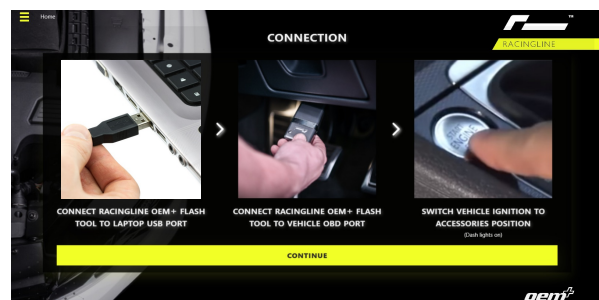 Home
CONNECTION
™
RACINGLINE
CONNECT RACINGLINE OEM+ FLASH
TOOL TO LAPTOP USB PORT
CONNECT RACINGLINE OEM+ FLASH
TOOL TO VEHICLE OBD PORT
SWITCH VEHICLE IGNITION TO
ACCESSORIES POSITION
(Dash lights on)
CONTINUE
oem+